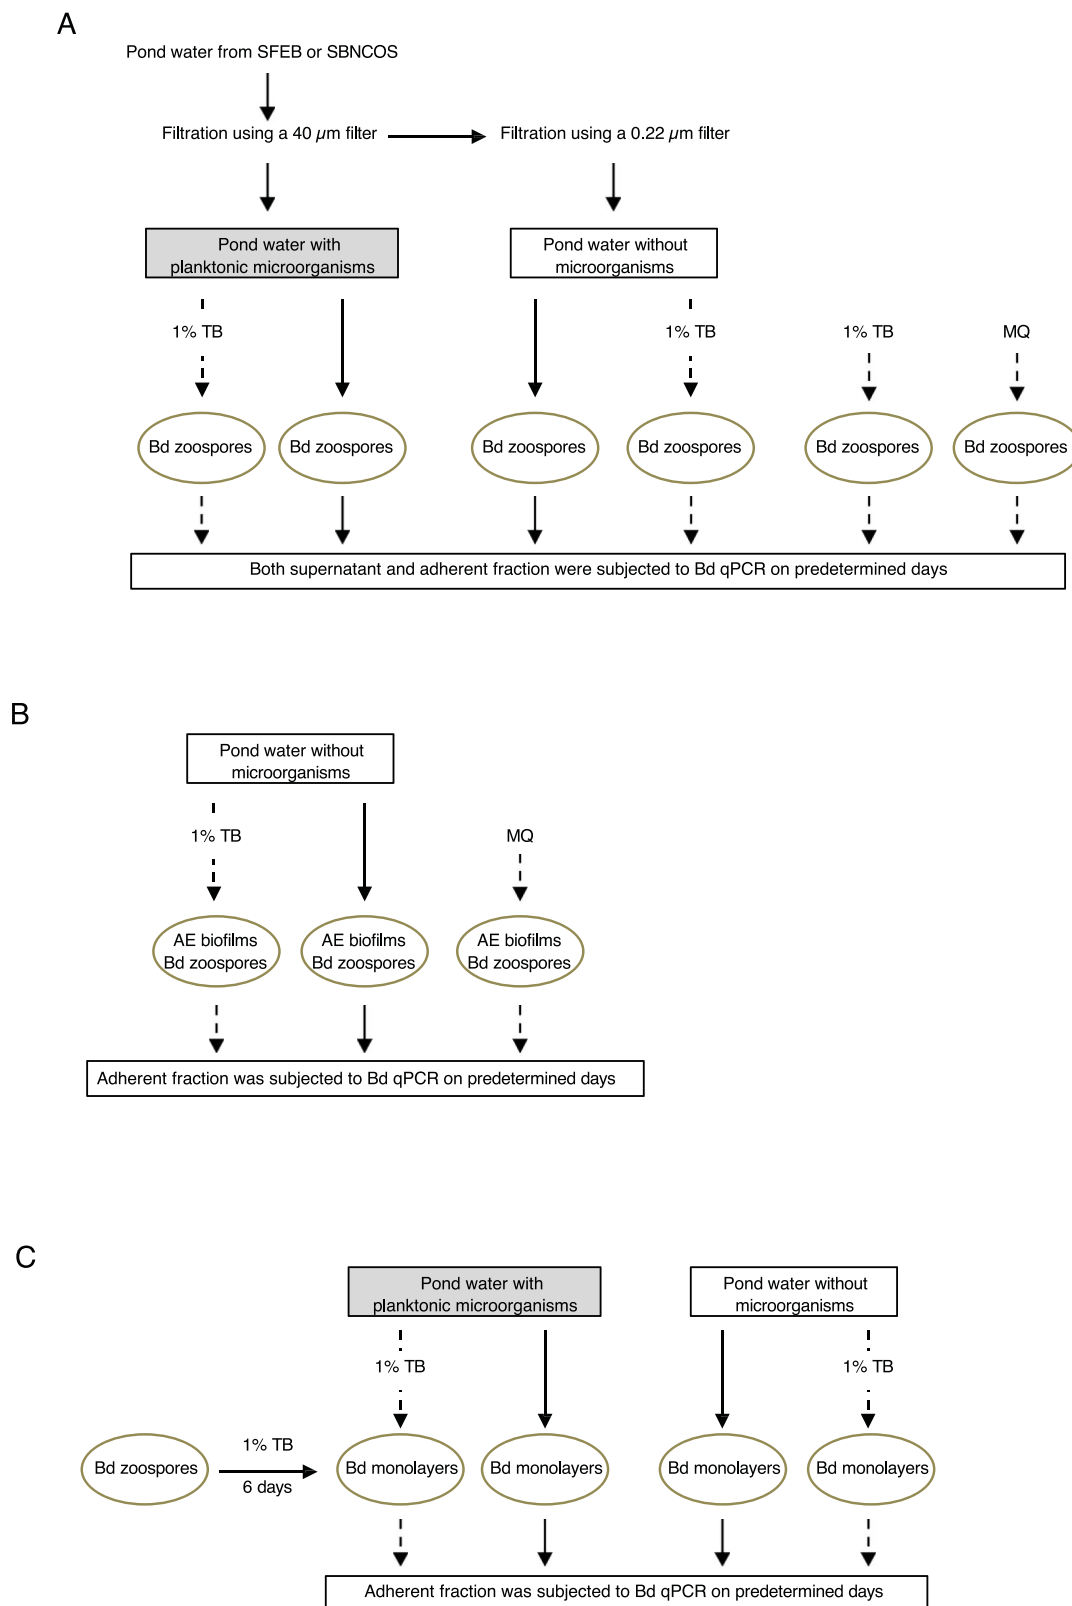 A
Pond water from SFEB or SBNCOS
Filtration using a 40 µm filter
Filtration using a 0.22 µm filter
Pond water with
planktonic microorganisms
Pond water without
microorganisms
1% TB
1% TB
1% TB
MQ
Bd zoospores
Bd zoospores
Bd zoospores
Bd zoospores
Bd zoospores
Bd zoospores
Both supernatant and adherent fraction were subjected to Bd qPCR on predetermined days
B
Pond water without
microorganisms
1% TB
MQ
AE biofilms
Bd zoospores
AE biofilms
Bd zoospores
AE biofilms
Bd zoospores
Adherent fraction was subjected to Bd qPCR on predetermined days
C
Pond water with
planktonic microorganisms
Pond water without
microorganisms
1% TB
1% TB
Bd zoospores
1% TB
6 days
Bd monolayers
Bd monolayers
Bd monolayers
Bd monolayers
Adherent fraction was subjected to Bd qPCR on predetermined days